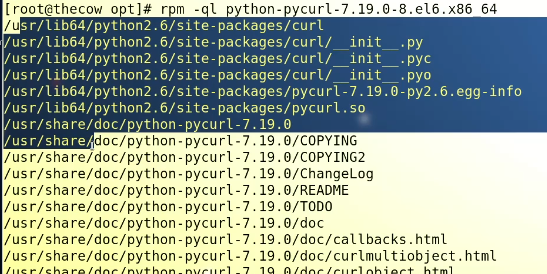 [root@thecow opt]# rpm -ql python-pycurl-7.19.0-8.el6.x86_64
/usr/lib64/python2.6/site-packages/curl
/usr/lib64/python2.6/site-packages/curl/__init__.py
/usr/lib64/python2.6/site-packages/curl/__init__.pyc
/usr/lib64/python2.6/site-packages/curl/__init__.pyo
/usr/lib64/python2.6/site-packages/pycurl-7.19.0-py2.6.egg-info
/usr/lib64/python2.6/site-packages/pycurl.so
/usr/share/doc/python-pycurl-7.19.0
/usr/share/doc/python-pycurl-7.19.0/COPYING
/usr/share/doc/python-pycurl-7.19.0/COPYING2
/usr/share/doc/python-pycurl-7.19.0/ChangeLog
/usr/share/doc/python-pycurl-7.19.0/README
/usr/share/doc/python-pycurl-7.19.0/TODO
/usr/share/doc/python-pycurl-7.19.0/doc
/usr/share/doc/python-pycurl-7.19.0/doc/callbacks.html
/usr/share/doc/python-pycurl-7.19.0/doc/curlmultiobject.html
/usr/share/doc/python-pycurl-7.19.0/doc/curlobject.html